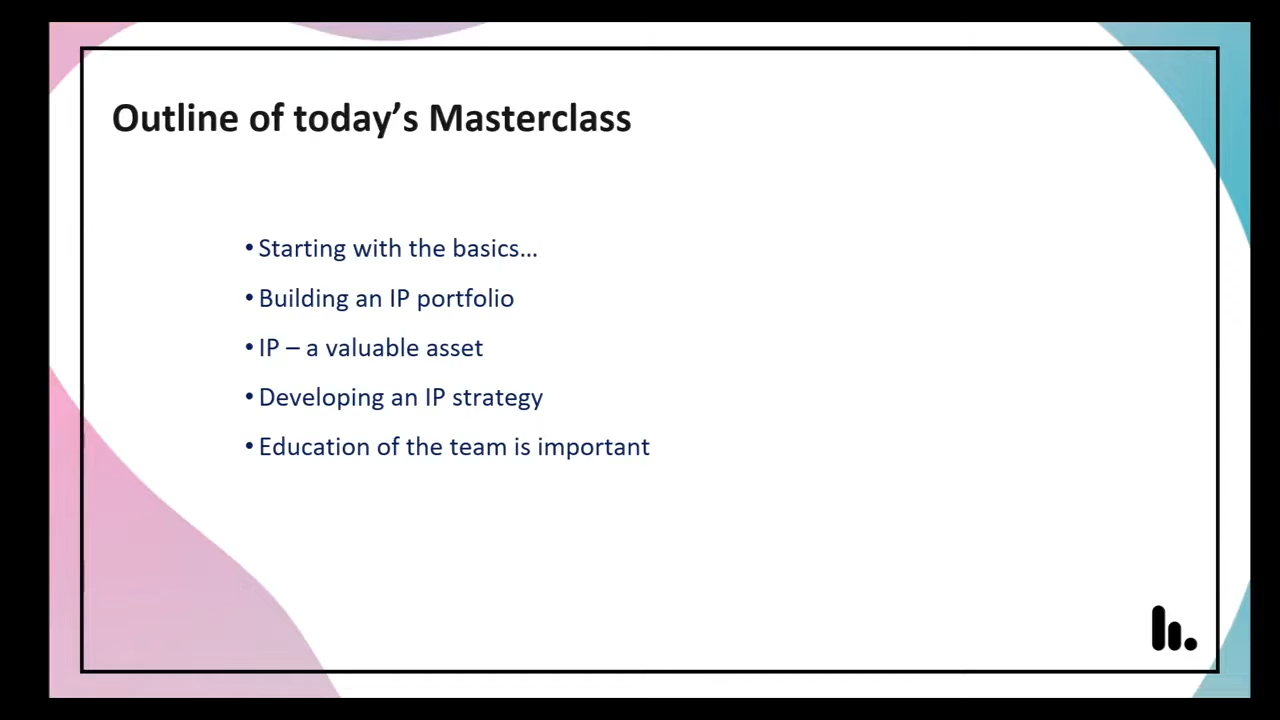 Outline of today’s Masterclass
• Starting with the basics...
• Building an IP portfolio
• IP – a valuable asset
• Developing an IP strategy
• Education of the team is important